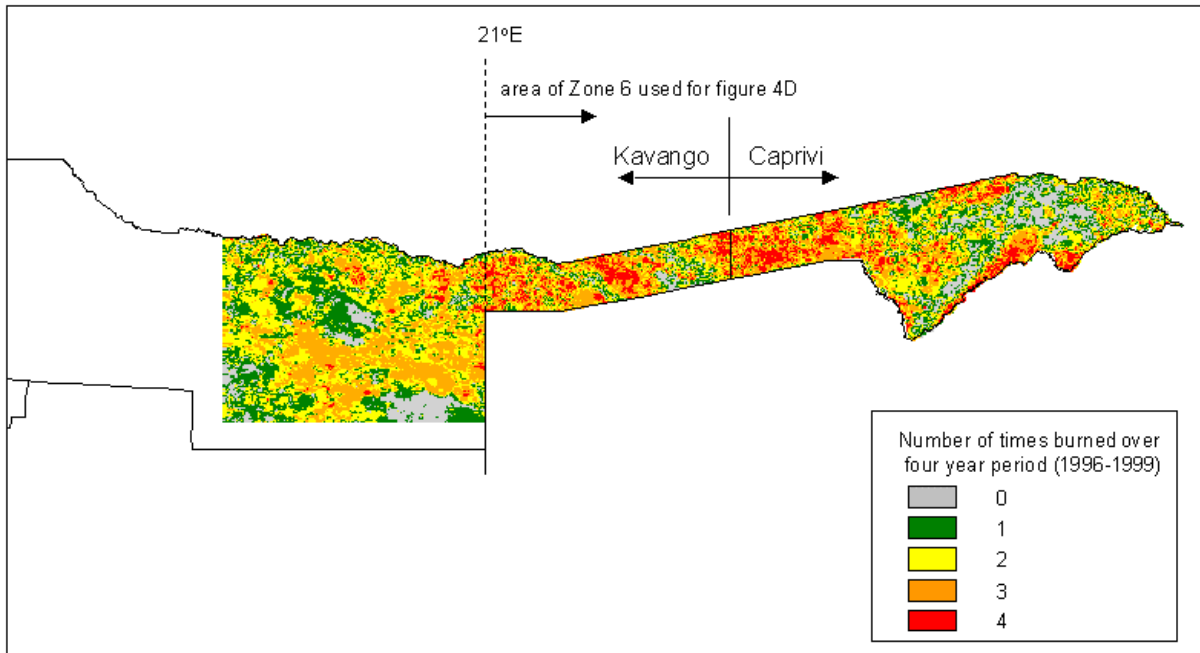 21°E
area of Zone 6 used for figure 4D
Kavango
Caprivi
Number of times burned over
four year period (1996-1999)
0
1
2
3
4